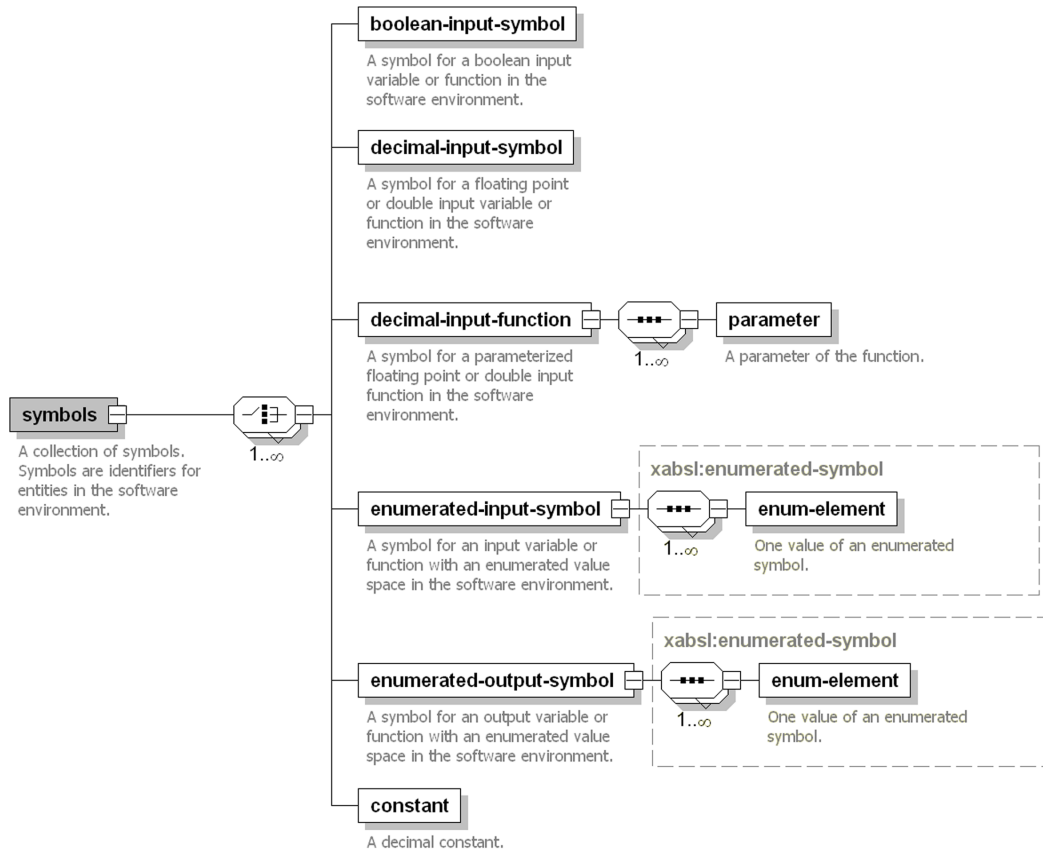 boolean-input-symbol
A symbol for a boolean input
variable or function in the
software environment.
decimal-input-symbol
A symbol for a floating point
or double input variable or
function in the software
environment.
decimal-input-function
1..∞
parameter
A symbol for a parameterized
floating point or double input
function in the software
environment.
A parameter of the function.
symbols
1..∞
A collection of symbols.
Symbols are identifiers for
entities in the software
environment.
xabsl:enumerated-symbol
enumerated-input-symbol
1..∞
enum-element
A symbol for an input variable or
function with an enumerated value
space in the software environment.
One value of an enumerated
symbol.
xabsl:enumerated-symbol
enumerated-output-symbol
1..∞
enum-element
A symbol for an output variable or
function with an enumerated value
space in the software environment.
One value of an enumerated
symbol.
constant
A decimal constant.